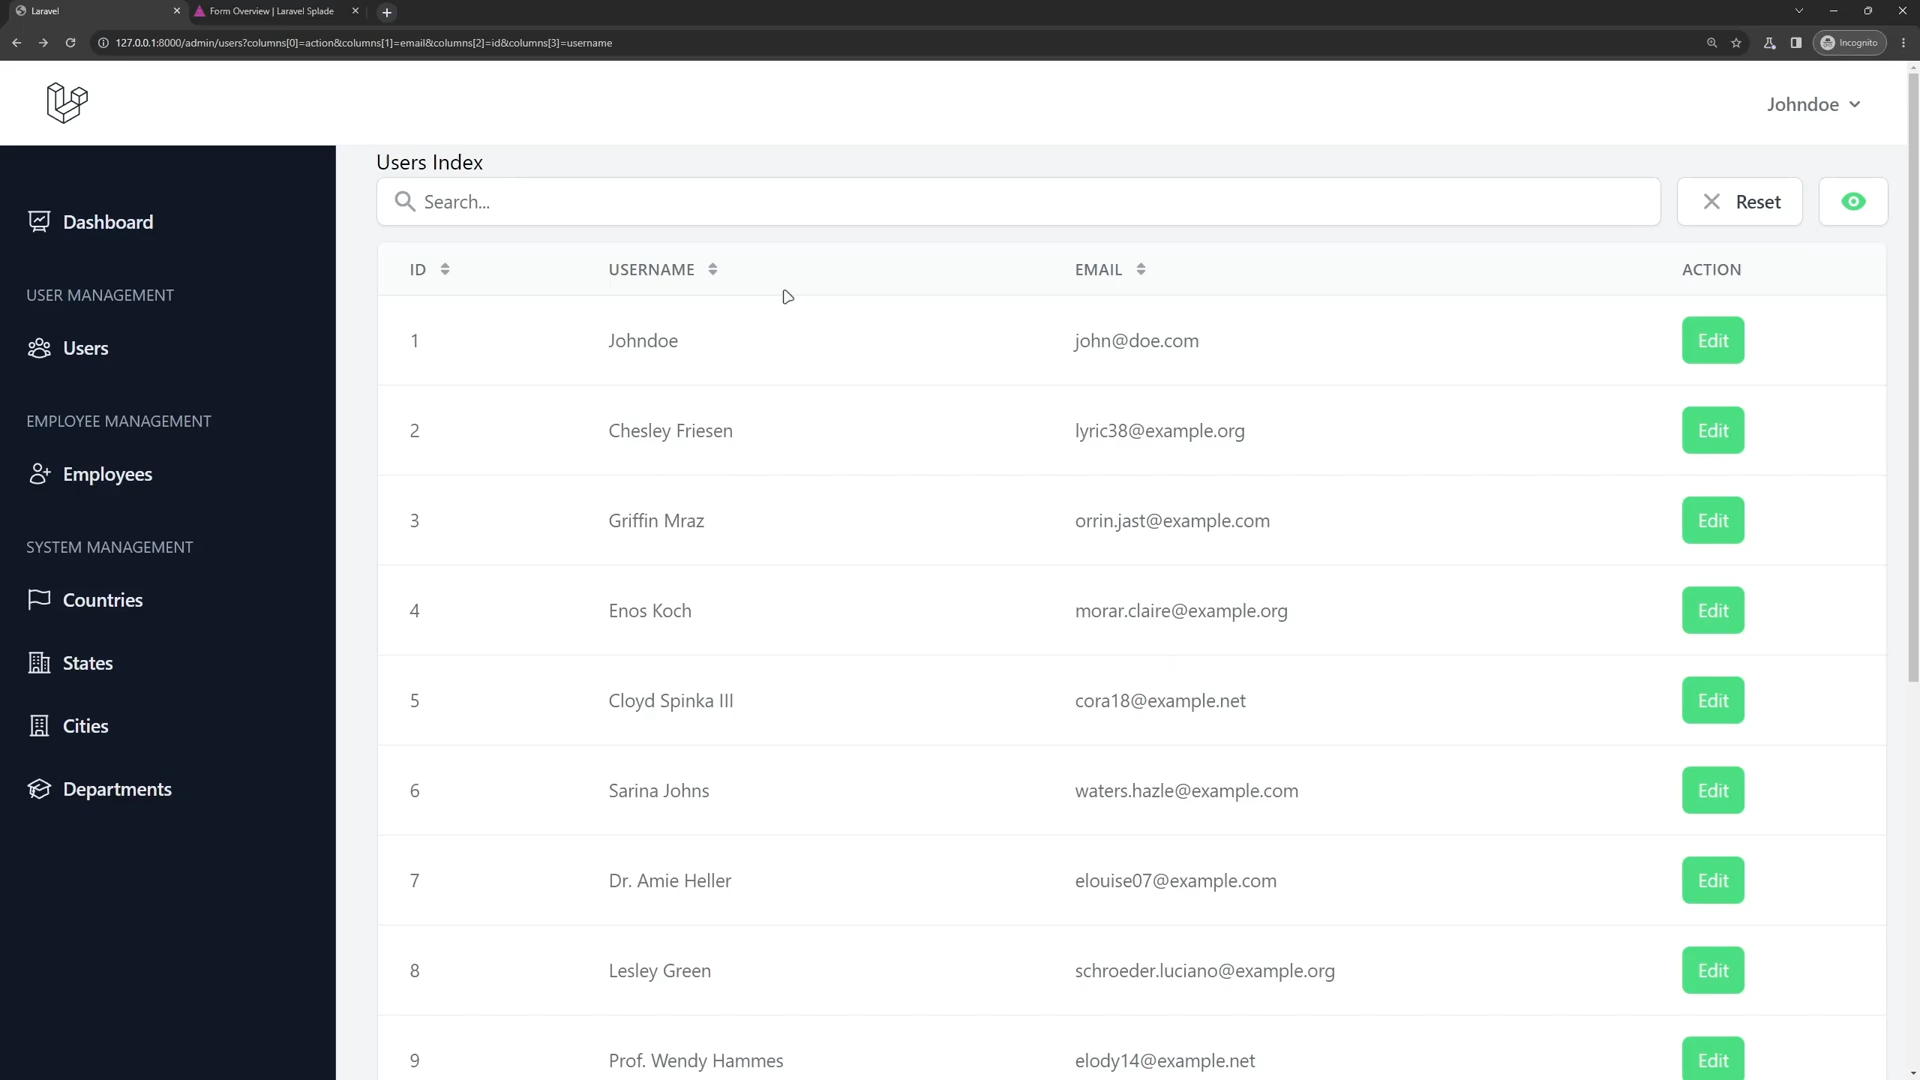 Laravel
Form Overview | Laravel Splade
127.0.0.1:8000/admin/users?columns[0]=action&columns[1]=email&columns[2]=id&columns[3]=username
Incognito
Johndoe
Dashboard
USER MANAGEMENT
Users
EMPLOYEE MANAGEMENT
Employees
SYSTEM MANAGEMENT
Countries
States
Cities
Departments
Users Index
Search...
Reset
ID USERNAME EMAIL ACTION
1 Johndoe john@doe.com Edit
2 Chesley Friesen lyric38@example.org Edit
3 Griffin Mraz orrin.jast@example.com Edit
4 Enos Koch morar.claire@example.org Edit
5 Cloyd Spinka III cora18@example.net Edit
6 Sarina Johns waters.hazle@example.com Edit
7 Dr. Amie Heller elouise07@example.com Edit
8 Lesley Green schroeder.luciano@example.org Edit
9 Prof. Wendy Hammes elody14@example.net Edit